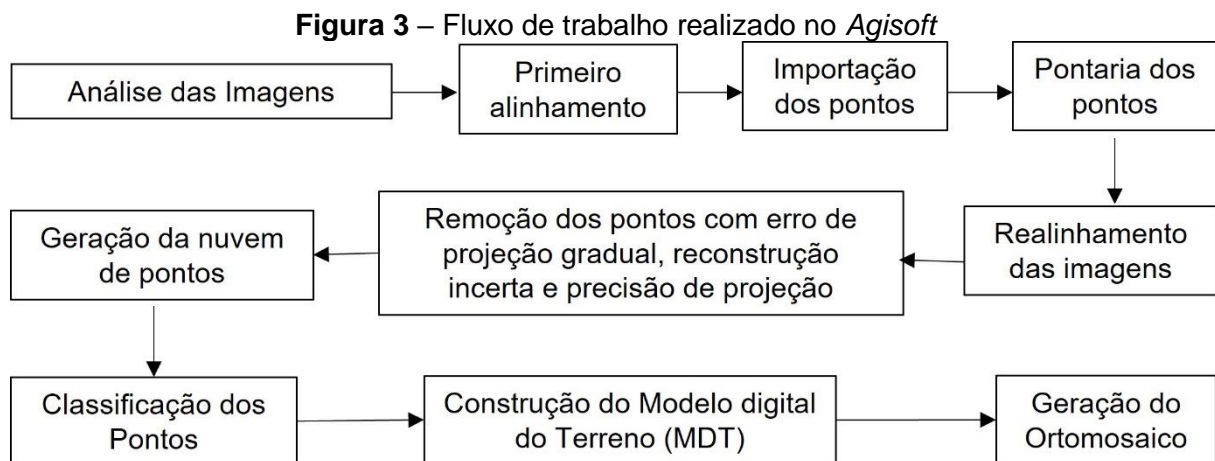 Figura 3 – Fluxo de trabalho realizado no Agisoft
Análise das Imagens
Primeiro
alinhamento
Importação
dos pontos
Pontaria dos
pontos
Realinhamento
das imagens
Remoção dos pontos com erro de
projeção gradual, reconstrução
incerta e precisão de projeção
Geração da nuvem
de pontos
Classificação dos
Pontos
Construção do Modelo digital
do Terreno (MDT)
Geração do
Ortomosaico